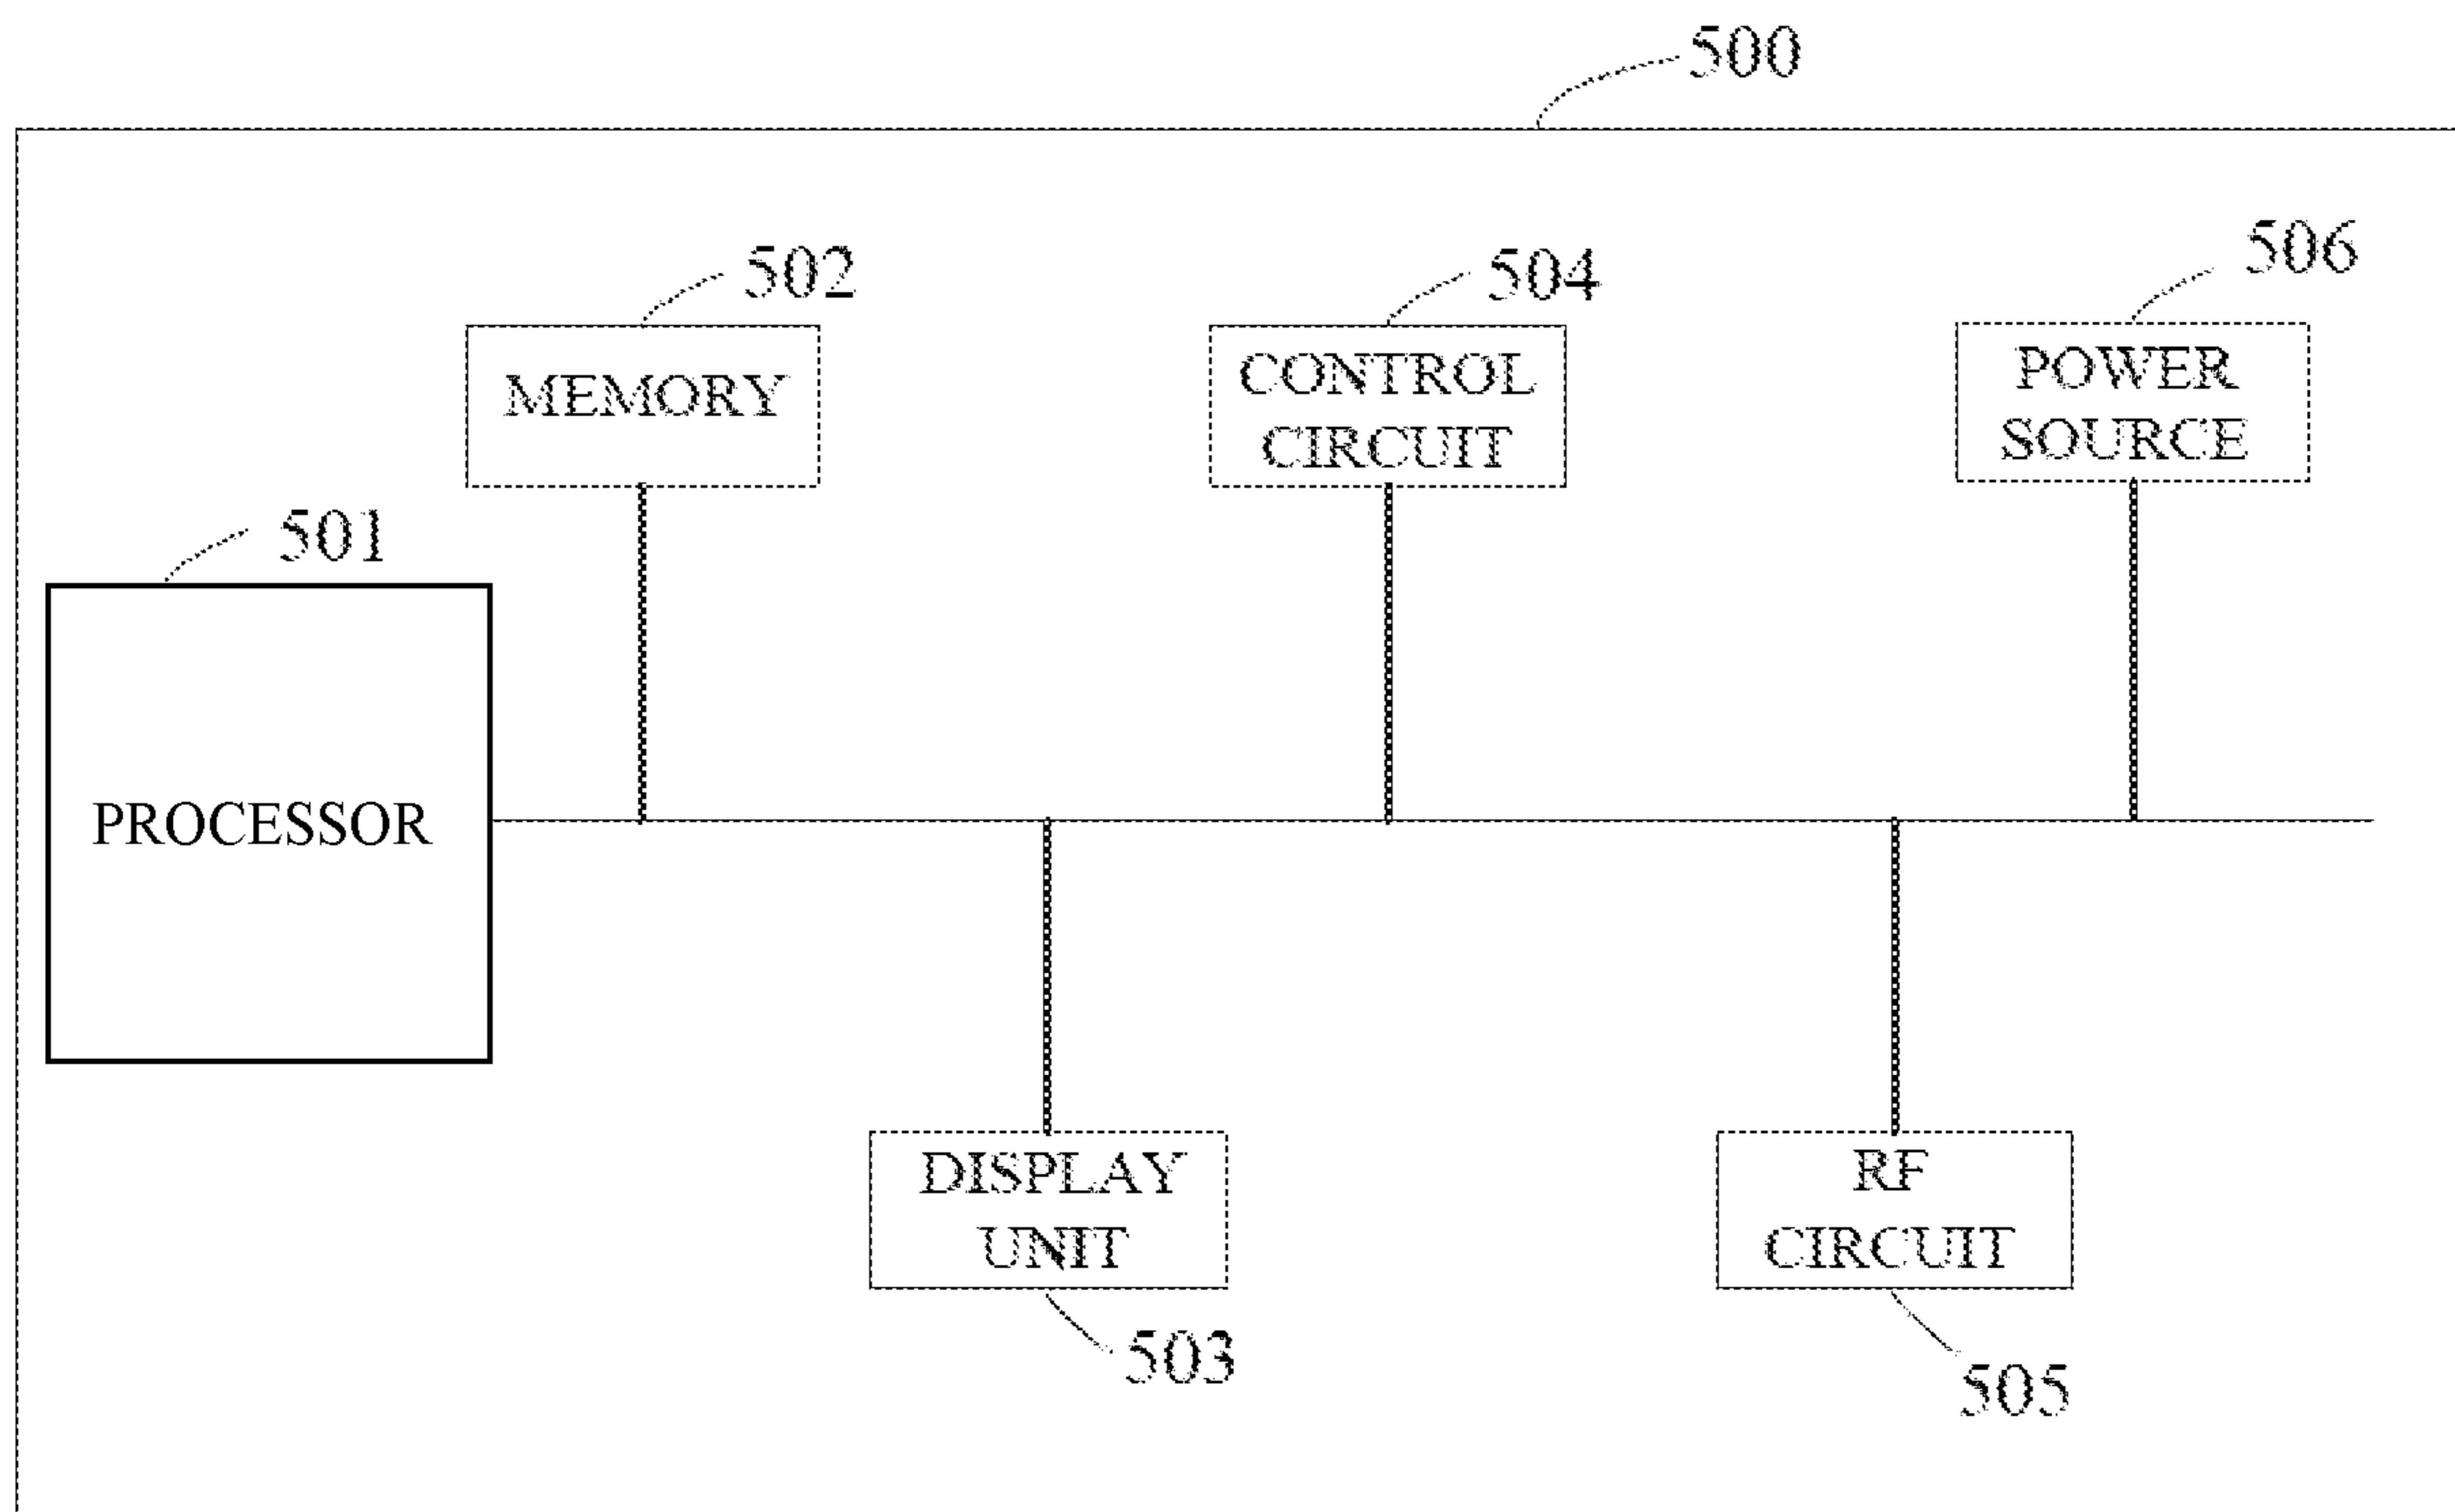 500
502
504
506
MEMORY
CONTROL
CIRCUIT
POWER
SOURCE
501
PROCESSOR
DISPLAY
UNIT
RF
CIRCUIT
503
505